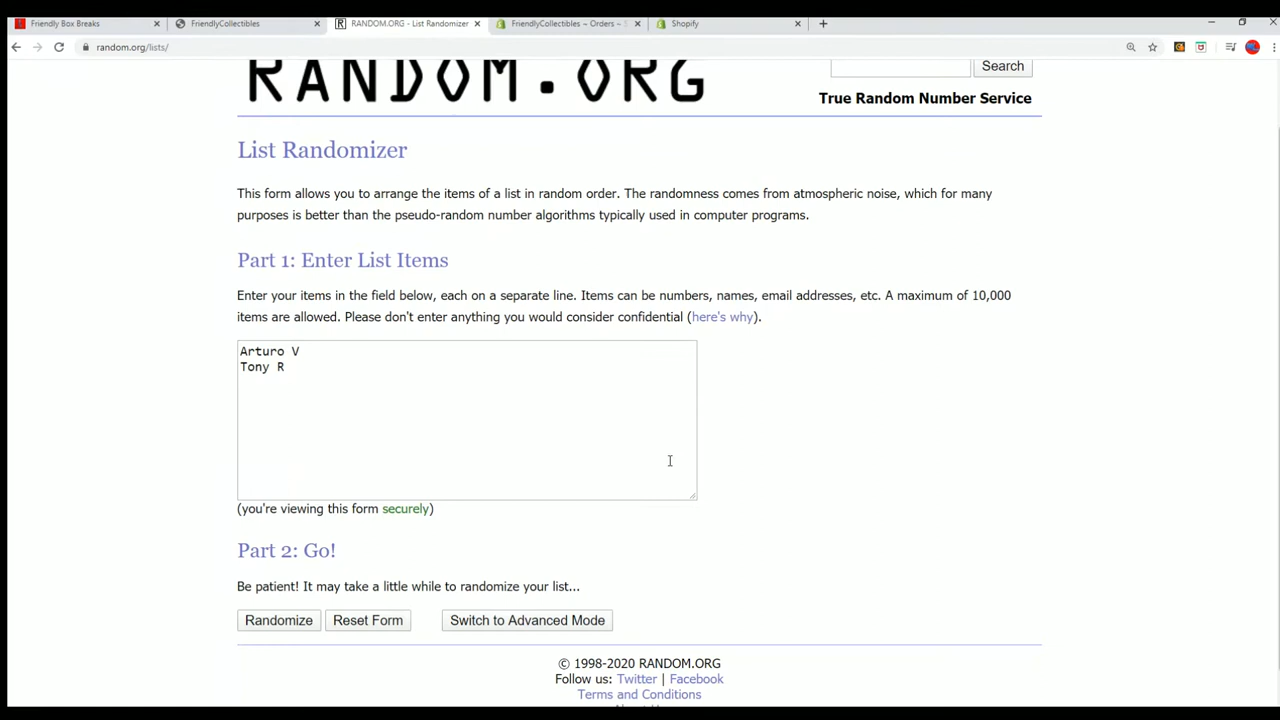 Friendly Box Breaks
FriendlyCollectibles
RANDOM.ORG - List Randomizer
FriendlyCollectibles ~ Orders ~ S
Shopify
random.org/lists/
RANDOM.ORG
Search
True Random Number Service
List Randomizer
This form allows you to arrange the items of a list in random order. The randomness comes from atmospheric noise, which for many
purposes is better than the pseudo-random number algorithms typically used in computer programs.
Part 1: Enter List Items
Enter your items in the field below, each on a separate line. Items can be numbers, names, email addresses, etc. A maximum of 10,000
items are allowed. Please don't enter anything you would consider confidential (here's why).
Arturo V
Tony R
(you're viewing this form securely)
Part 2: Go!
Be patient! It may take a little while to randomize your list...
Randomize Reset Form Switch to Advanced Mode
© 1998-2020 RANDOM.ORG
Follow us: Twitter | Facebook
Terms and Conditions